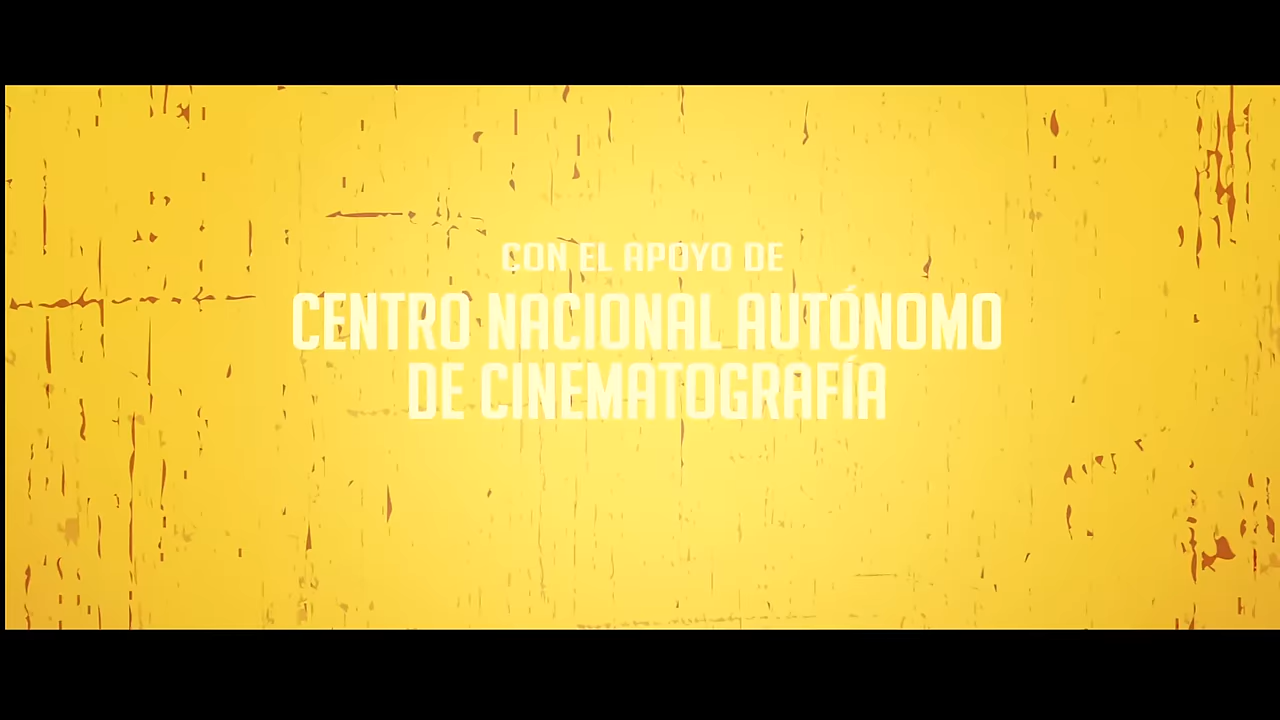 CON EL APOYO DE
CENTRO NACIONAL AUTÓNOMO
DE CINEMATOGRAFÍA